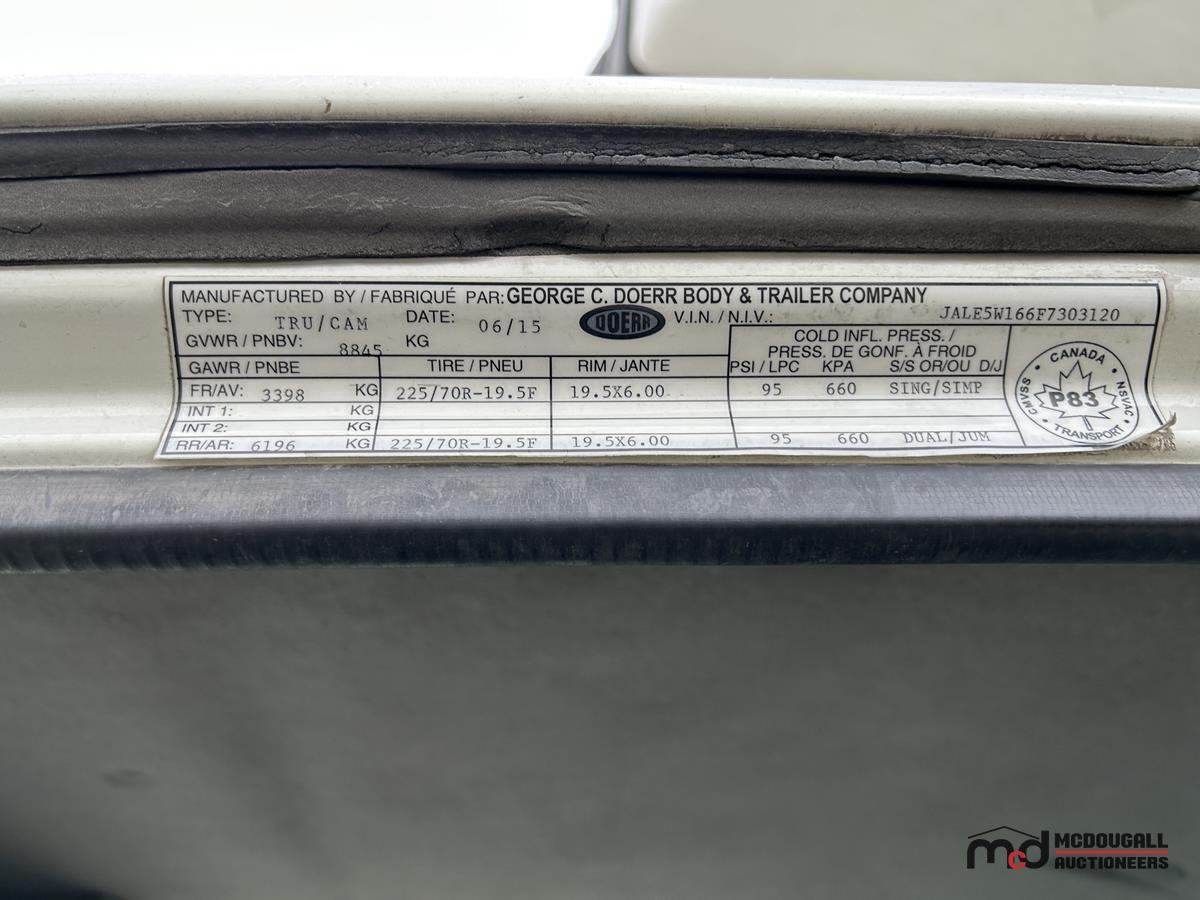 MANUFACTURED BY / FABRIQUÉ PAR: GEORGE C. DOERR BODY & TRAILER COMPANY
TYPE: TRU/CAM DATE: 06/15 DOERR V.I.N. / N.I.V.: JALE5W166F7303120
GVWR / PNBV: 8845 KG
COLD INFL. PRESS. /
PRESS. DE GONF. À FROID
GAWR / PNBE TIRE / PNEU RIM / JANTE PSI / LPC KPA S/S OR/OU D/J
FR/AV: 3398 KG 225/70R-19.5F 19.5X6.00 95 660 SING/SIMP
INT 1: KG
INT 2: KG
RR/AR: 6196 KG 225/70R-19.5F 19.5X6.00 95 660 DUAL/JUM
CANADA
CMVSS P83 NSVAC
TRANSPORT
mcd MCDOUGALL
AUCTIONEERS